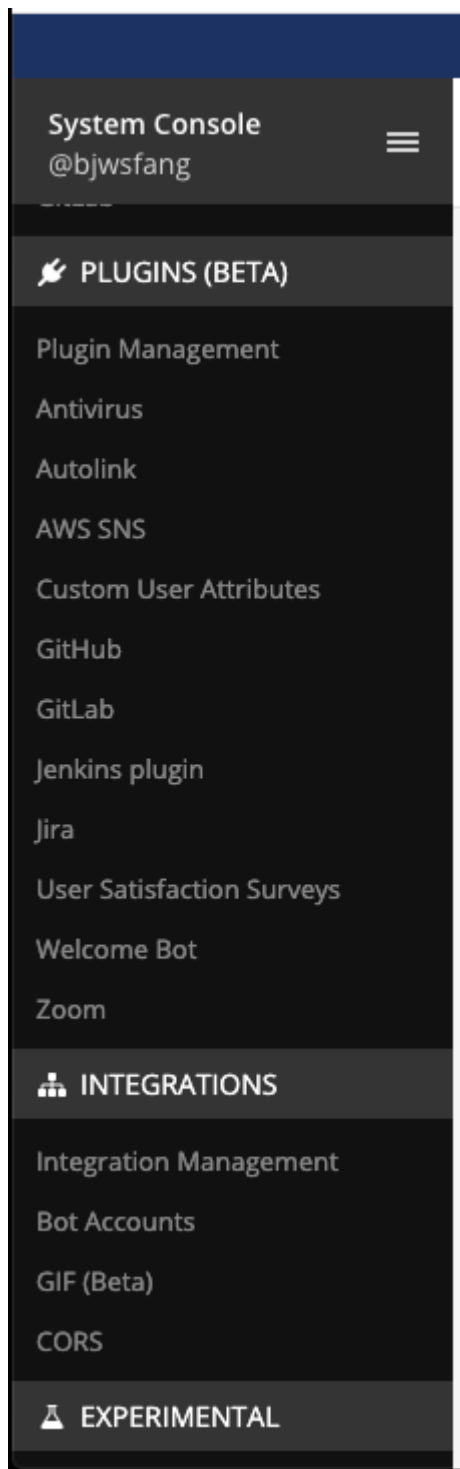 System Console
@bjwsfang
GitLab
PLUGINS (BETA)
Plugin Management
Antivirus
Autolink
AWS SNS
Custom User Attributes
GitHub
GitLab
Jenkins plugin
Jira
User Satisfaction Surveys
Welcome Bot
Zoom
INTEGRATIONS
Integration Management
Bot Accounts
GIF (Beta)
CORS
EXPERIMENTAL